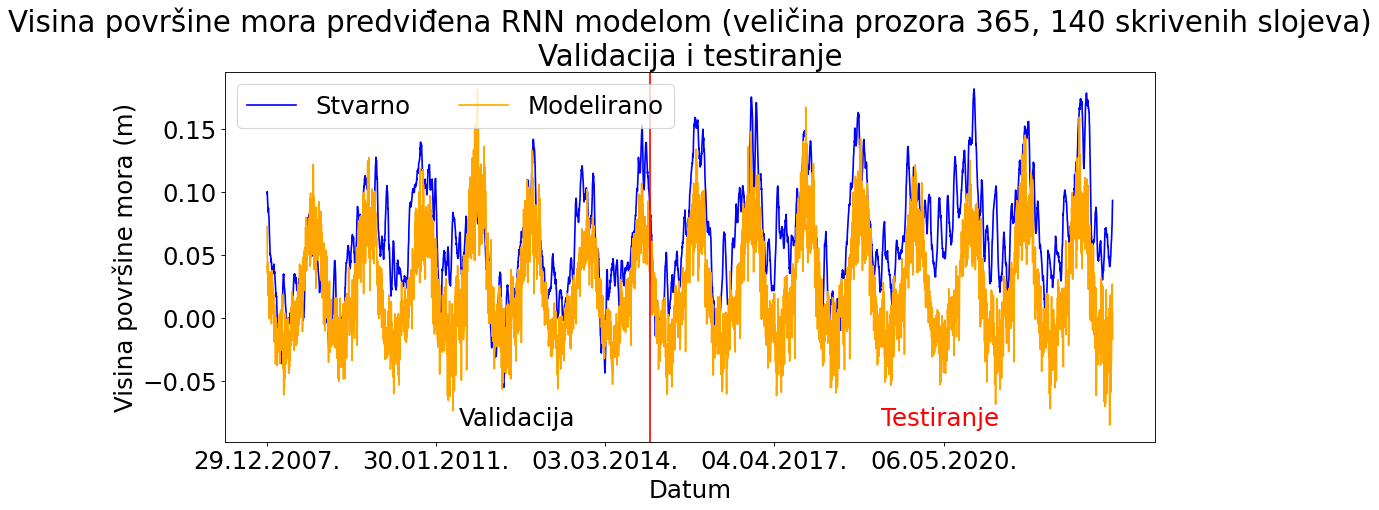 Visina površine mora predviđena RNN modelom (veličina prozora 365, 140 skrivenih slojeva)
Validacija i testiranje
Stvarno
Modelirano
Visina površine mora (m)
0.15
0.10
0.05
0.00
−0.05
Validacija
Testiranje
29.12.2007.
30.01.2011.
03.03.2014.
04.04.2017.
06.05.2020.
Datum